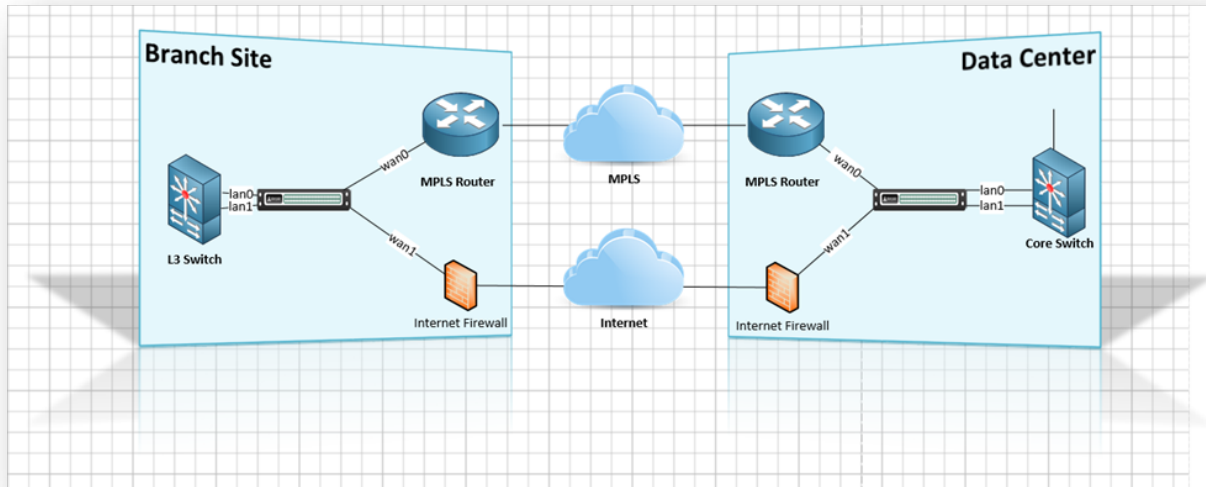 Branch Site
Data Center
wan0
MPLS Router
MPLS
MPLS Router
wan0
lan0
lan1
L3 Switch
wan1
lan0
lan1
Core Switch
wan1
Internet Firewall
Internet
Internet Firewall